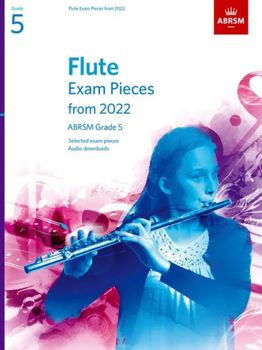 Grade
5
Flute Exam Pieces from 2022
ABRSM
Flute
Exam Pieces
from 2022
ABRSM Grade 5
Selected exam pieces
Audio downloads